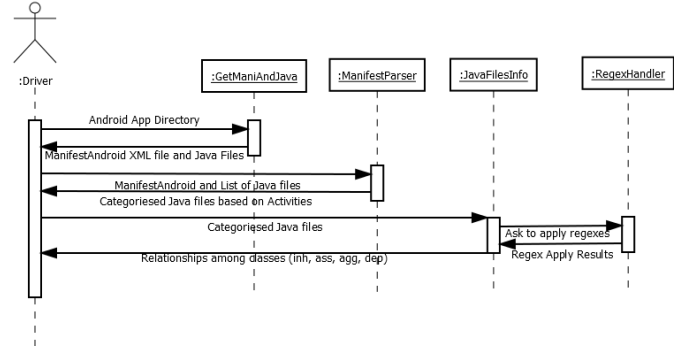 :Driver
:GetManiAndJava
:ManifestParser
:JavaFilesInfo
:RegexHandler
Android App Directory
ManifestAndroid XML file and Java Files
ManifestAndroid and List of Java files
Categoriesed Java files based on Activities
Categoriesed Java files
Ask to apply regexes
Regex Apply Results
Relationships among classes (inh, ass, agg, dep)